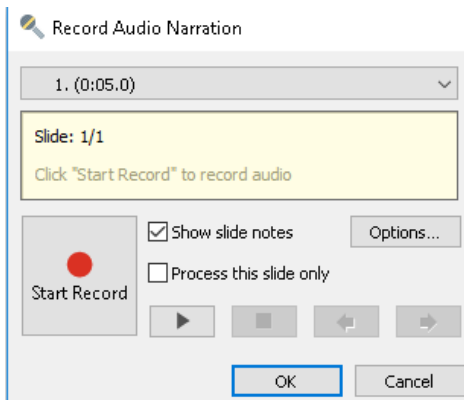 Record Audio Narration
1. (0:05.0)
Slide: 1/1
Click "Start Record" to record audio
Show slide notes
Options...
Process this slide only
Start Record
OK
Cancel